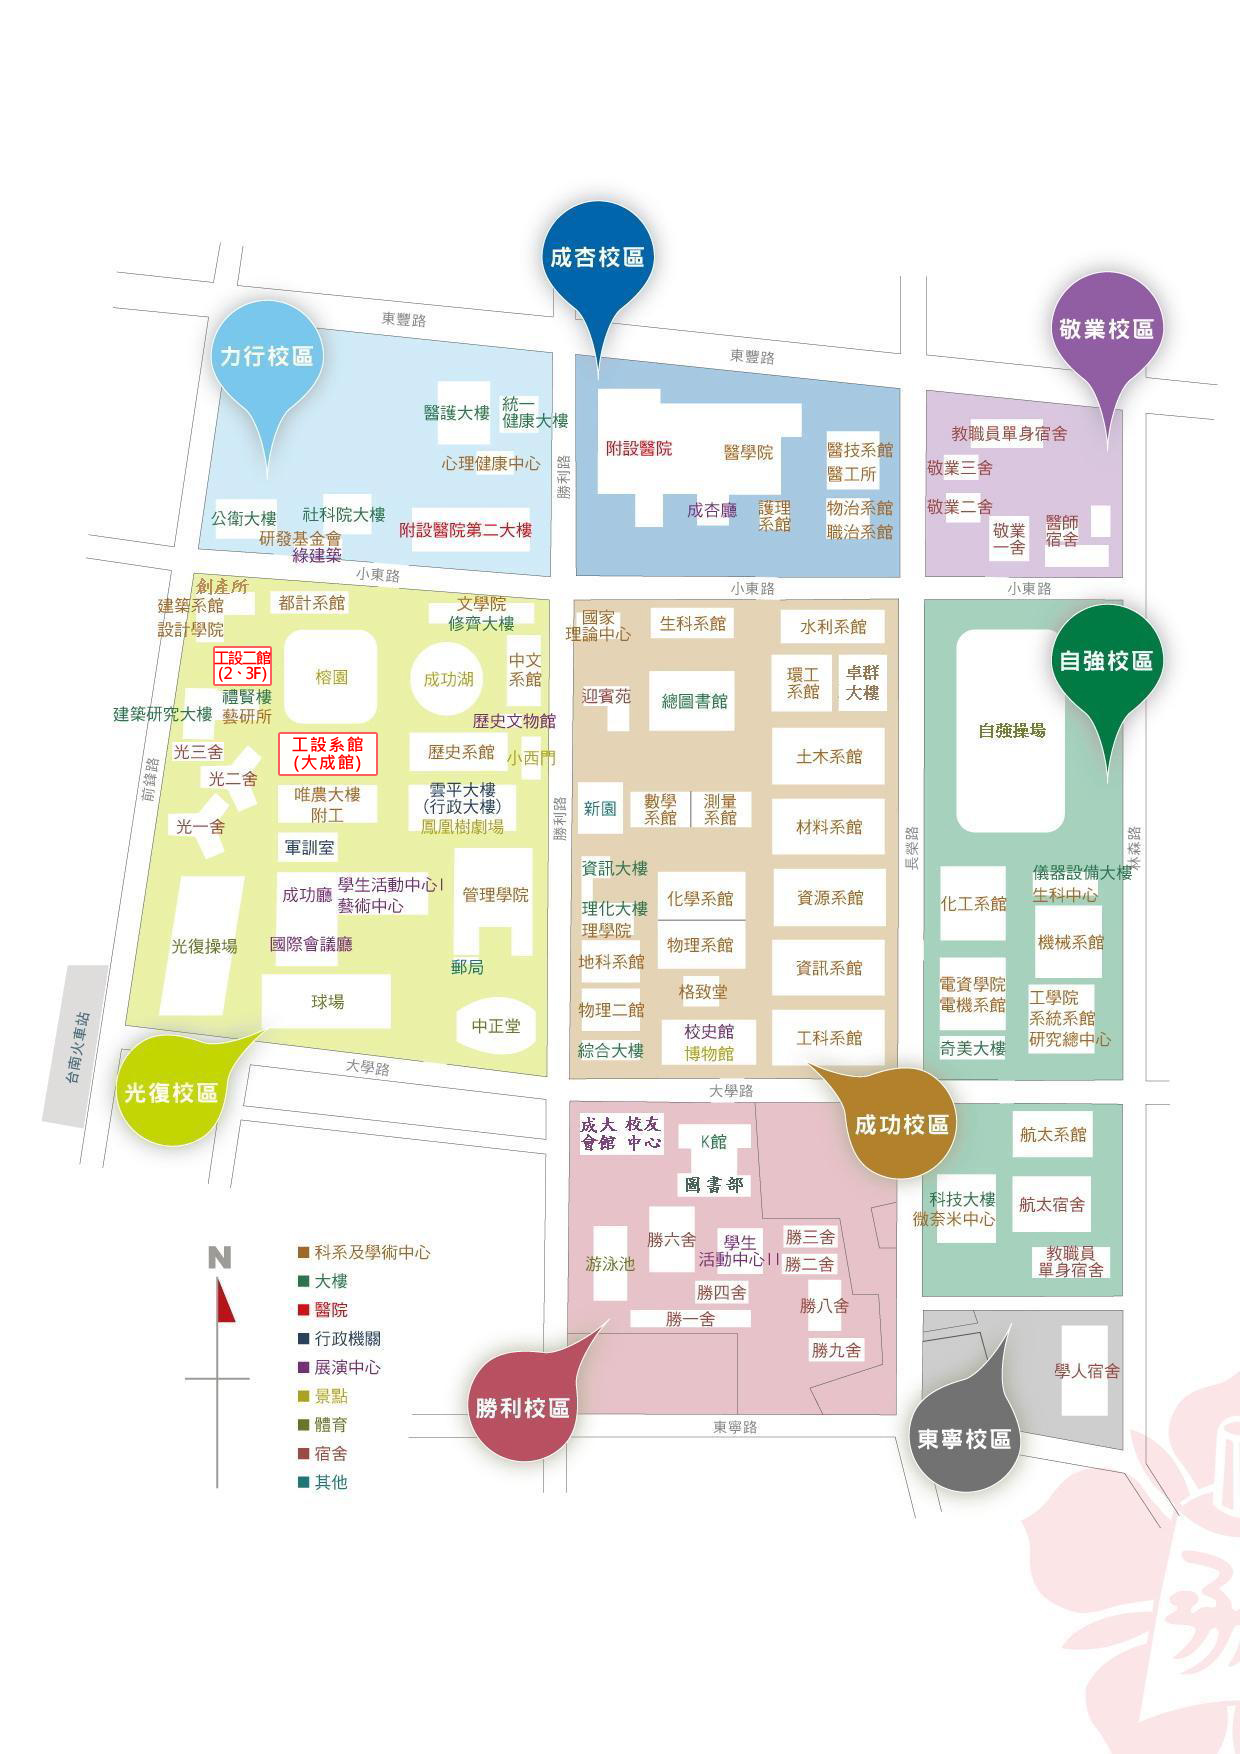 成杏校區
敬業校區
力行校區
東豐路
東豐路
醫護大樓
統一
健康大樓
心理健康中心
公衛大樓
社科院大樓
研發基金會
綠建築
附設醫院第二大樓
勝利路
附設醫院
醫學院
醫技系館
醫工所
成杏廳
護理
系館
物治系館
職治系館
教職員單身宿舍
敬業三舍
敬業二舍
敬業
一舍
醫師
宿舍
小東路
小東路
小東路
創產所
建築系館
設計學院
都計系館
文學院
修齊大樓
工設二館
(2、3F)
榕園
成功湖
中文
系館
禮賢樓
藝研所
建築研究大樓
歷史文物館
光三舍
工設系館
(大成館)
歷史系館
小西門
光二舍
前鋒路
唯農大樓
附工
雲平大樓
(行政大樓)
鳳凰樹劇場
光一舍
軍訓室
勝利路
成功廳
學生活動中心I
藝術中心
管理學院
光復操場
國際會議廳
郵局
球場
中正堂
台南火車站
光復校區
大學路
國家
理論中心
生科系館
水利系館
迎賓苑
總圖書館
環工
系館
卓群
大樓
土木系館
新園
數學
系館
測量
系館
材料系館
資訊大樓
化學系館
資源系館
理化大樓
理學院
物理系館
地科系館
資訊系館
格致堂
物理二館
校史館
博物館
綜合大樓
工科系館
長榮路
大學路
成功校區
自強校區
自強操場
林森路
儀器設備大樓
生科中心
化工系館
機械系館
電資學院
電機系館
工學院
系統系館
研究總中心
奇美大樓
成大 校友
會館 中心
K館
圖書部
游泳池
勝六舍
學生
活動中心II
勝三舍
勝二舍
勝四舍
勝一舍
勝八舍
勝九舍
勝利校區
東寧路
航太系館
科技大樓
微奈米中心
航太宿舍
教職員
單身宿舍
學人宿舍
東寧校區
N
科系及學術中心
大樓
醫院
行政機關
展演中心
景點
體育
宿舍
其他